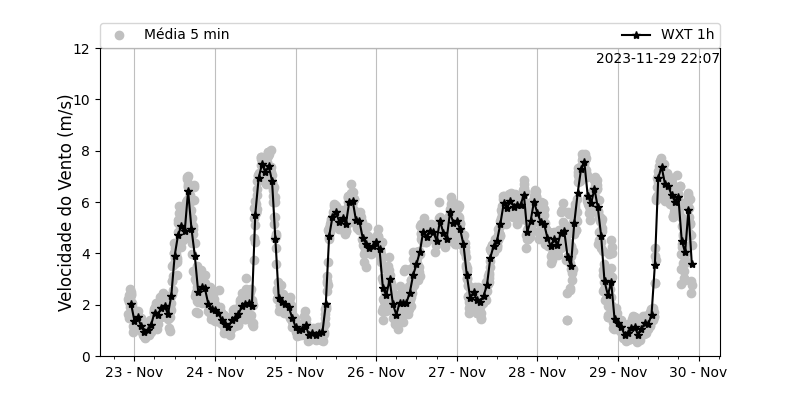 Média 5 min
WXT 1h
2023-11-29 22:07
Velocidade do Vento (m/s)
12
10
8
6
4
2
0
23 - Nov
24 - Nov
25 - Nov
26 - Nov
27 - Nov
28 - Nov
29 - Nov
30 - Nov